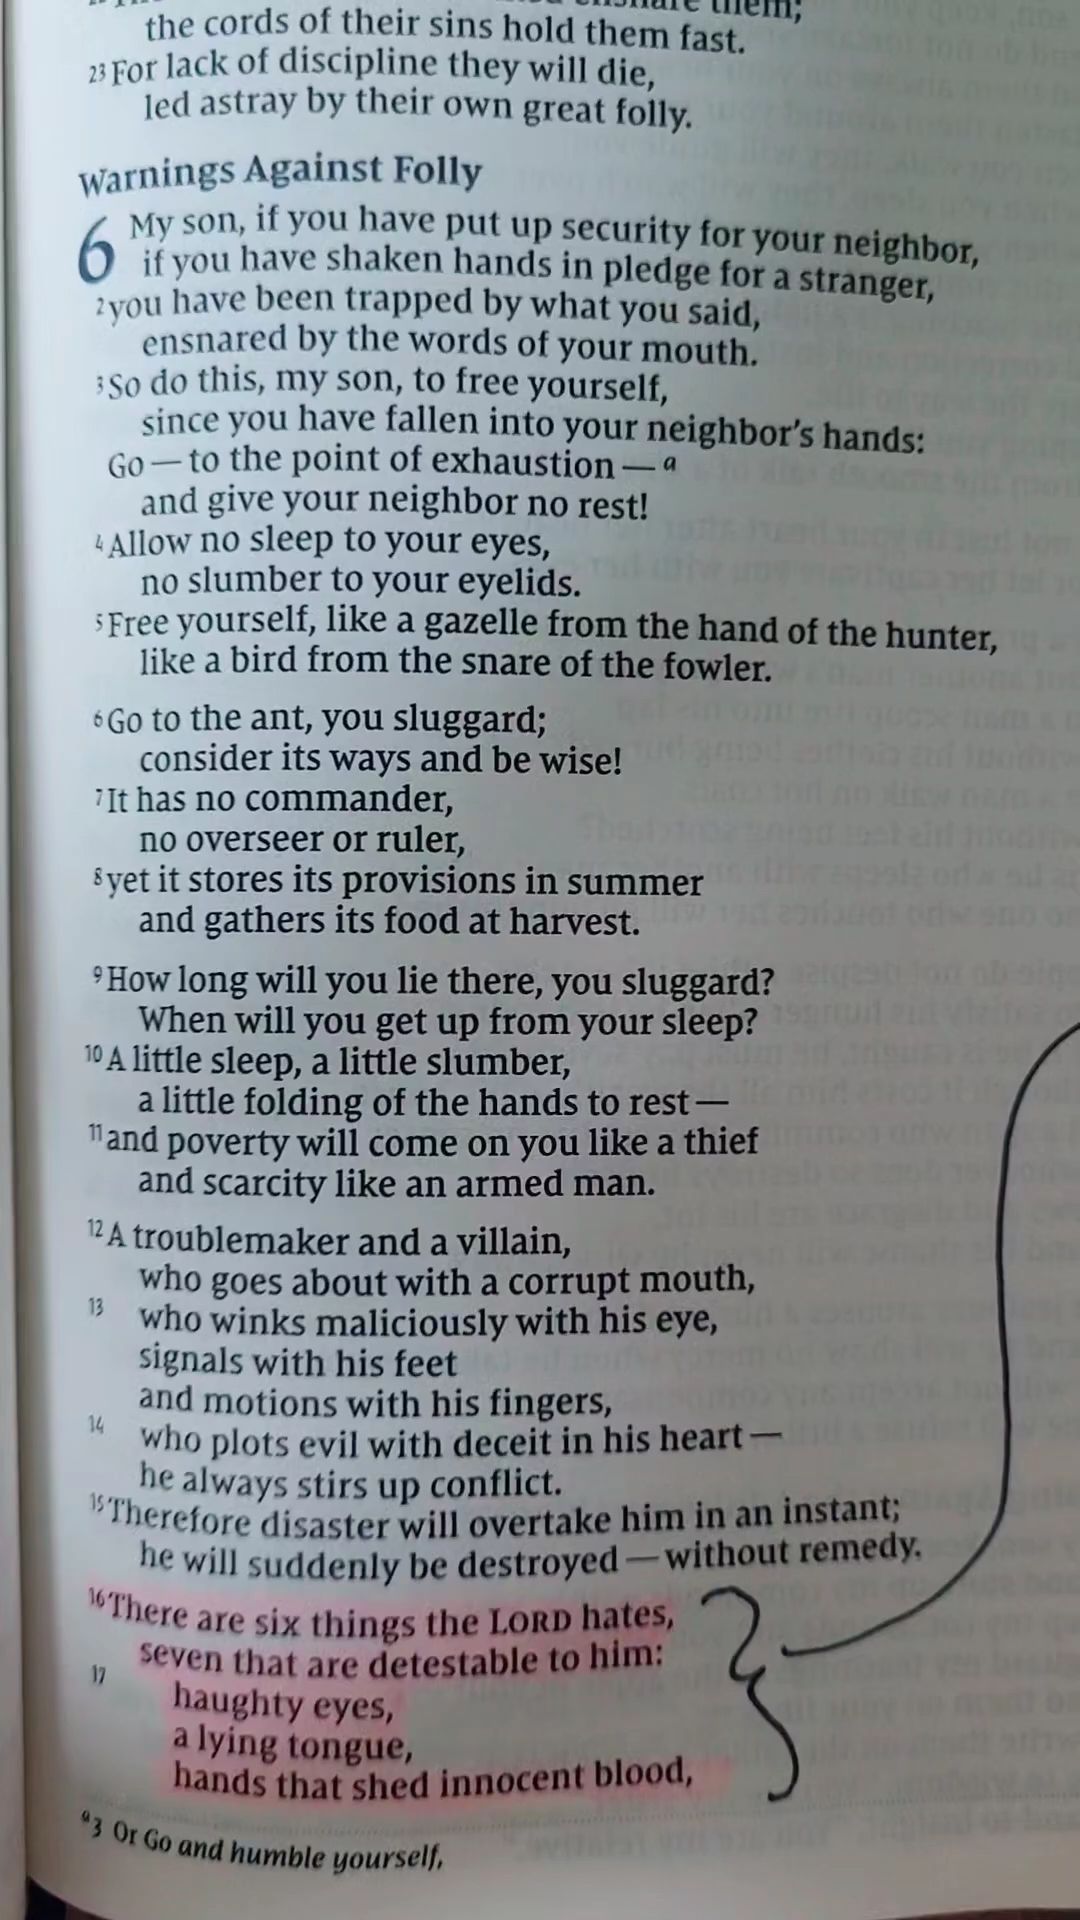 them;
the cords of their sins hold them fast.
23 For lack of discipline they will die,
led astray by their own great folly.
Warnings Against Folly
6 My son, if you have put up security for your neighbor,
if you have shaken hands in pledge for a stranger,
2 you have been trapped by what you said,
ensnared by the words of your mouth.
3 So do this, my son, to free yourself,
since you have fallen into your neighbor's hands:
Go — to the point of exhaustion — a
and give your neighbor no rest!
4 Allow no sleep to your eyes,
no slumber to your eyelids.
5 Free yourself, like a gazelle from the hand of the hunter,
like a bird from the snare of the fowler.
6 Go to the ant, you sluggard;
consider its ways and be wise!
7 It has no commander,
no overseer or ruler,
8 yet it stores its provisions in summer
and gathers its food at harvest.
9 How long will you lie there, you sluggard?
When will you get up from your sleep?
10 A little sleep, a little slumber,
a little folding of the hands to rest —
11 and poverty will come on you like a thief
and scarcity like an armed man.
12 A troublemaker and a villain,
who goes about with a corrupt mouth,
13 who winks maliciously with his eye,
signals with his feet
and motions with his fingers,
14 who plots evil with deceit in his heart —
he always stirs up conflict.
15 Therefore disaster will overtake him in an instant;
he will suddenly be destroyed — without remedy.
16 There are six things the LORD hates,
seven that are detestable to him:
17 haughty eyes,
a lying tongue,
hands that shed innocent blood,
a 3 Or Go and humble yourself,